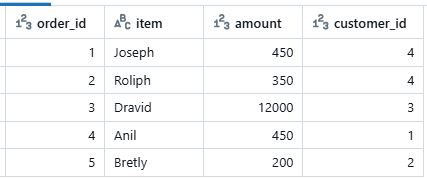 123 order_id ABC item 123 amount 123 customer_id
1 Joseph 450 4
2 Roliph 350 4
3 Dravid 12000 3
4 Anil 450 1
5 Bretly 200 2